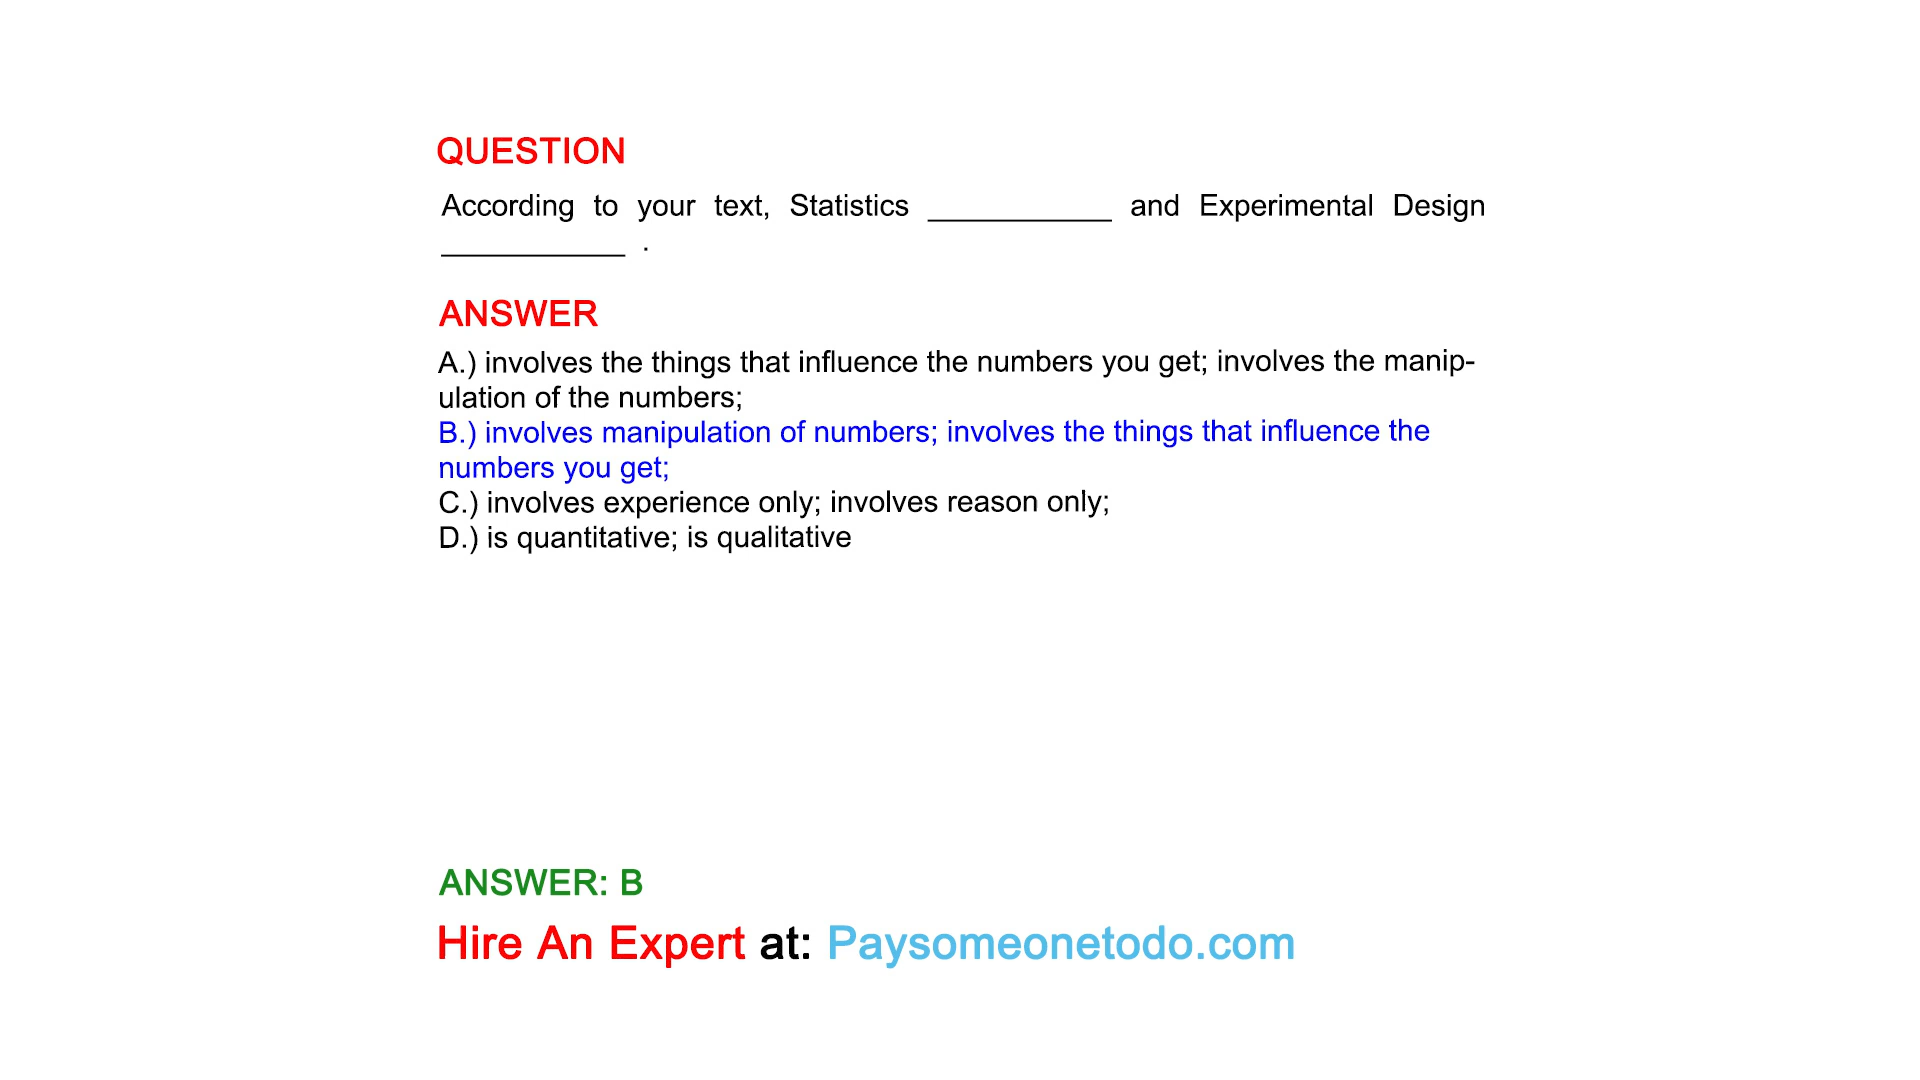 QUESTION
According to your text, Statistics ___________ and Experimental Design
___________ .
ANSWER
A.) involves the things that influence the numbers you get; involves the manip-
ulation of the numbers;
B.) involves manipulation of numbers; involves the things that influence the
numbers you get;
C.) involves experience only; involves reason only;
D.) is quantitative; is qualitative
ANSWER: B
Hire An Expert at: Paysomeonetodo.com